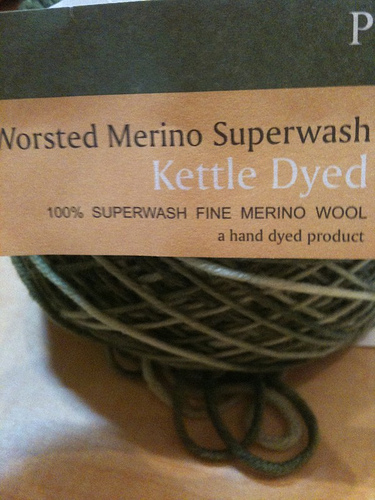 P
Worsted Merino Superwash
Kettle Dyed
100% SUPERWASH FINE MERINO WOOL
a hand dyed product